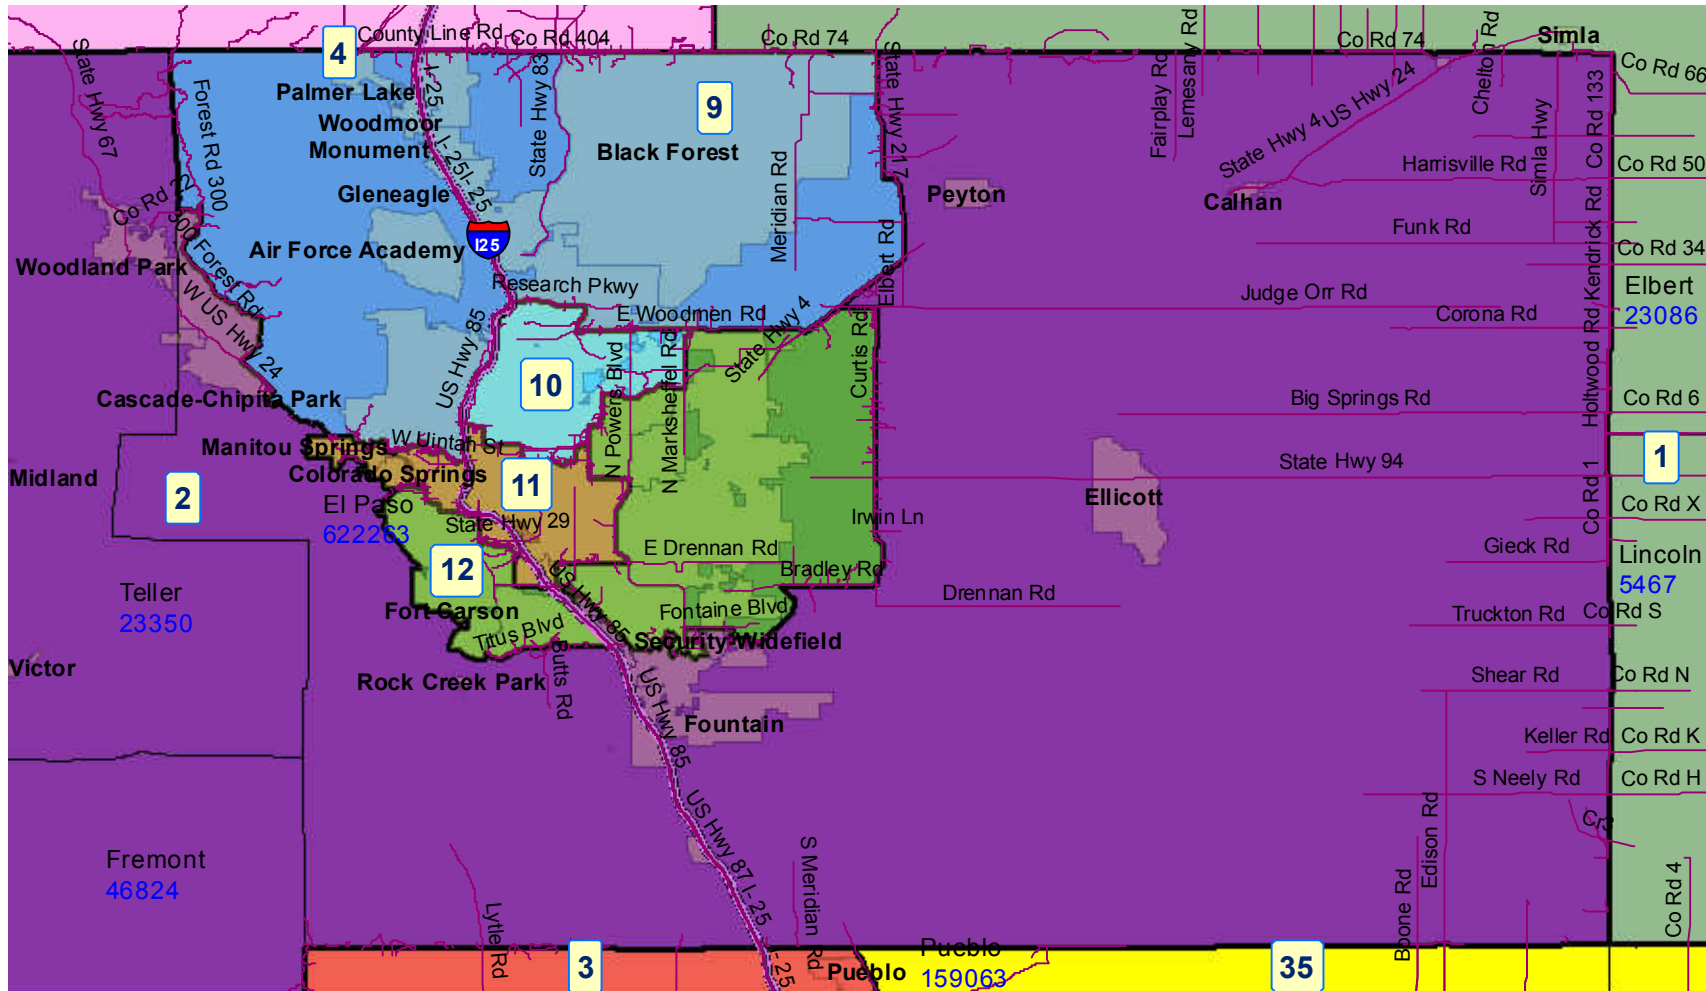 County Line Rd
Co Rd 404
Co Rd 74
Co Rd 74
Simla
4
State Hwy 67
Forest Rd 300
I-25
State Hwy 83
9
State Hwy 217
Fairplay Rd
Lemesany Rd
US Hwy 24
Chelton Rd
Co Rd 133
Co Rd 66
Palmer Lake
Woodmoor
Monument
I-25
I-25
Black Forest
Meridian Rd
State Hwy 4
Harrisville Rd
Simla Hwy
Co Rd 50
Gleneagle
Peyton
Calhan
Co Rd 22
300 Forest Rd
Air Force Academy
I25
Funk Rd
Kendrick Rd
Co Rd 34
Woodland Park
W US Hwy 24
Research Pkwy
Elbert Rd
Judge Orr Rd
Elbert
23086
E Woodmen Rd
State Hwy 4
Corona Rd
Holtwood Rd
US Hwy 85
10
N Powers Blvd
N Marksheffel Rd
Curtis Rd
Cascade-Chipita Park
Big Springs Rd
Co Rd 6
Manitou Springs
W Uintah St
Colorado Springs
State Hwy 94
1
Midland
2
11
Ellicott
Co Rd 1
El Paso
622263
State Hwy 29
Irwin Ln
Co Rd X
E Drennan Rd
Gieck Rd
Lincoln
5467
12
US Hwy 85
Bradley Rd
Teller
23350
Drennan Rd
Fort Carson
Fontaine Blvd
Truckton Rd
Co Rd S
Titus Blvd
Security-Widefield
Victor
Rock Creek Park
Butts Rd
US Hwy 85
Shear Rd
Co Rd N
Fountain
Keller Rd
Co Rd K
S Neely Rd
Co Rd H
US Hwy 87
I-25
S Meridian Rd
Edison Rd
Cr3
Fremont
46824
Boone Rd
Co Rd 4
Lytle Rd
3
I-25
Pueblo
Pueblo
159063
35